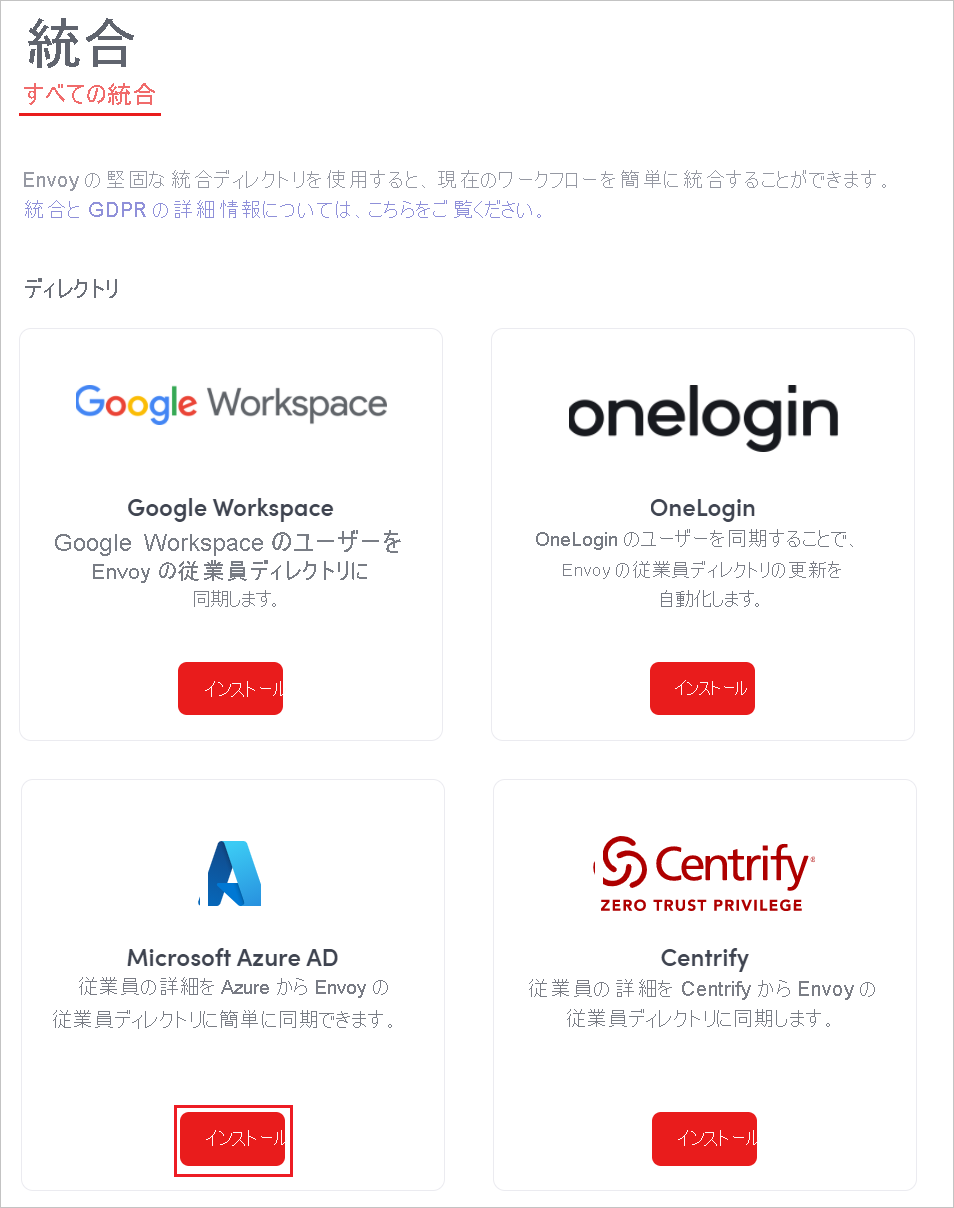 統合
すべての統合
Envoy の堅固な統合ディレクトリを使用すると、現在のワークフローを簡単に統合することができます。
統合と GDPR の詳細情報については、こちらをご覧ください。
ディレクトリ
Google Workspace
Google Workspace
Google Workspace のユーザーを
Envoy の従業員ディレクトリに
同期します。
インストール
onelogin
OneLogin
OneLogin のユーザーを同期することで、
Envoy の従業員ディレクトリの更新を
自動化します。
インストール
Microsoft Azure AD
従業員の詳細を Azure から Envoy の
従業員ディレクトリに簡単に同期できます。
インストール
Centrify®
ZERO TRUST PRIVILEGE
Centrify
従業員の詳細を Centrify から Envoy の
従業員ディレクトリに同期します。
インストール